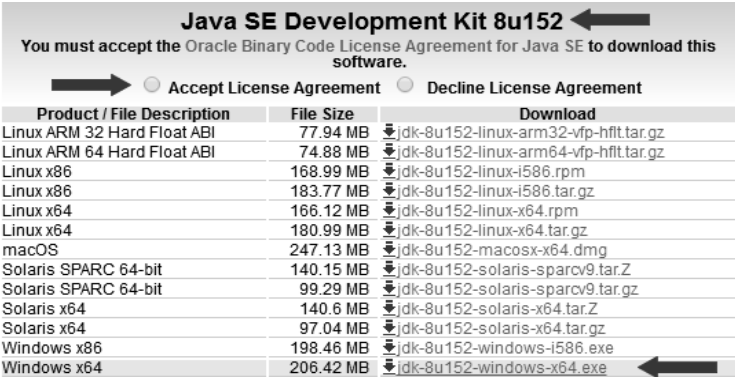 Java SE Development Kit 8u152
You must accept the Oracle Binary Code License Agreement for Java SE to download this
software.
Accept License Agreement Decline License Agreement
Product / File Description File Size Download
Linux ARM 32 Hard Float ABI 77.94 MB jdk-8u152-linux-arm32-vfp-hflt.tar.gz
Linux ARM 64 Hard Float ABI 74.88 MB jdk-8u152-linux-arm64-vfp-hflt.tar.gz
Linux x86 168.99 MB jdk-8u152-linux-i586.rpm
Linux x86 183.77 MB jdk-8u152-linux-i586.tar.gz
Linux x64 166.12 MB jdk-8u152-linux-x64.rpm
Linux x64 180.99 MB jdk-8u152-linux-x64.tar.gz
macOS 247.13 MB jdk-8u152-macosx-x64.dmg
Solaris SPARC 64-bit 140.15 MB jdk-8u152-solaris-sparcv9.tar.Z
Solaris SPARC 64-bit 99.29 MB jdk-8u152-solaris-sparcv9.tar.gz
Solaris x64 140.6 MB jdk-8u152-solaris-x64.tar.Z
Solaris x64 97.04 MB jdk-8u152-solaris-x64.tar.gz
Windows x86 198.46 MB jdk-8u152-windows-i586.exe
Windows x64 206.42 MB jdk-8u152-windows-x64.exe